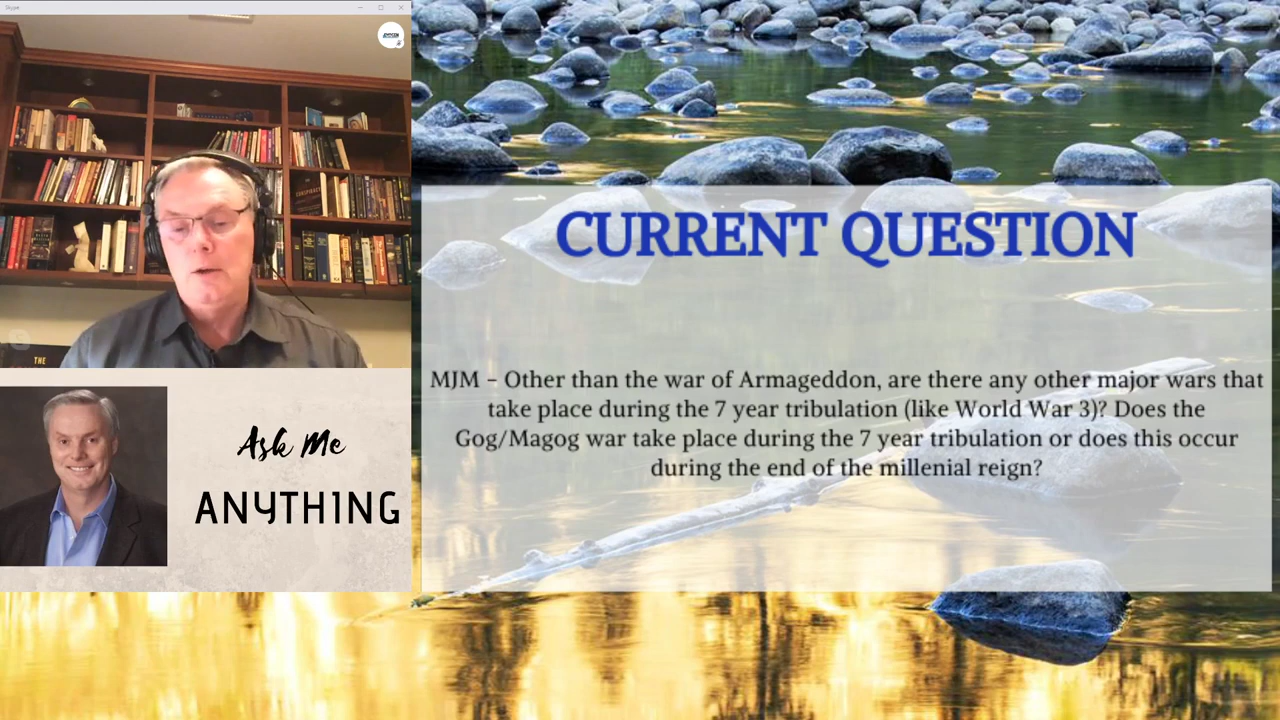 Skype
THE
Ask Me
ANYTHING
CURRENT QUESTION
MJM – Other than the war of Armageddon, are there any other major wars that
take place during the 7 year tribulation (like World War 3)? Does the
Gog/Magog war take place during the 7 year tribulation or does this occur
during the end of the millenial reign?